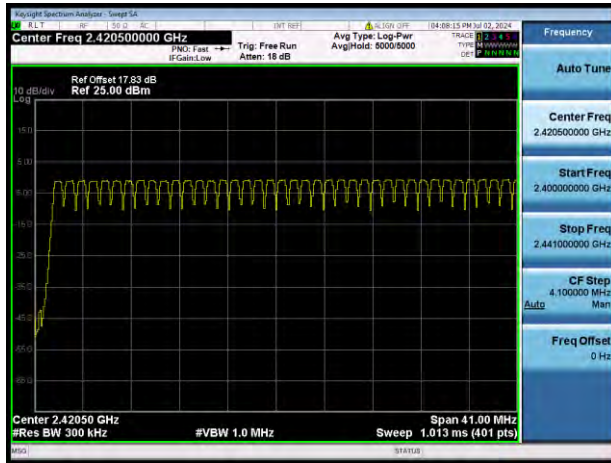 Keysight Spectrum Analyzer - Swept SA
RLT RF 50 Ω AC INT REF ALIGN OFF 04:08:15 PM Jul 02, 2024
Center Freq 2.420500000 GHz
PNO: Fast
IFGain:Low
Trig: Free Run
Atten: 18 dB
Avg Type: Log-Pwr
Avg|Hold: 5000/5000
TRACE 1 2 3 4 5 6
TYPE M WWWWW
DET P N N N N N
Ref Offset 17.83 dB
Ref 25.00 dBm
10 dB/div
Log
15.0
5.00
-5.00
-15.0
-25.0
-35.0
-45.0
-55.0
-65.0
Center 2.42050 GHz
#Res BW 300 kHz
#VBW 1.0 MHz
Span 41.00 MHz
Sweep 1.013 ms (401 pts)
MSG
STATUS
Frequency
Auto Tune
Center Freq
2.420500000 GHz
Start Freq
2.400000000 GHz
Stop Freq
2.441000000 GHz
CF Step
4.100000 MHz
Auto Man
Freq Offset
0 Hz